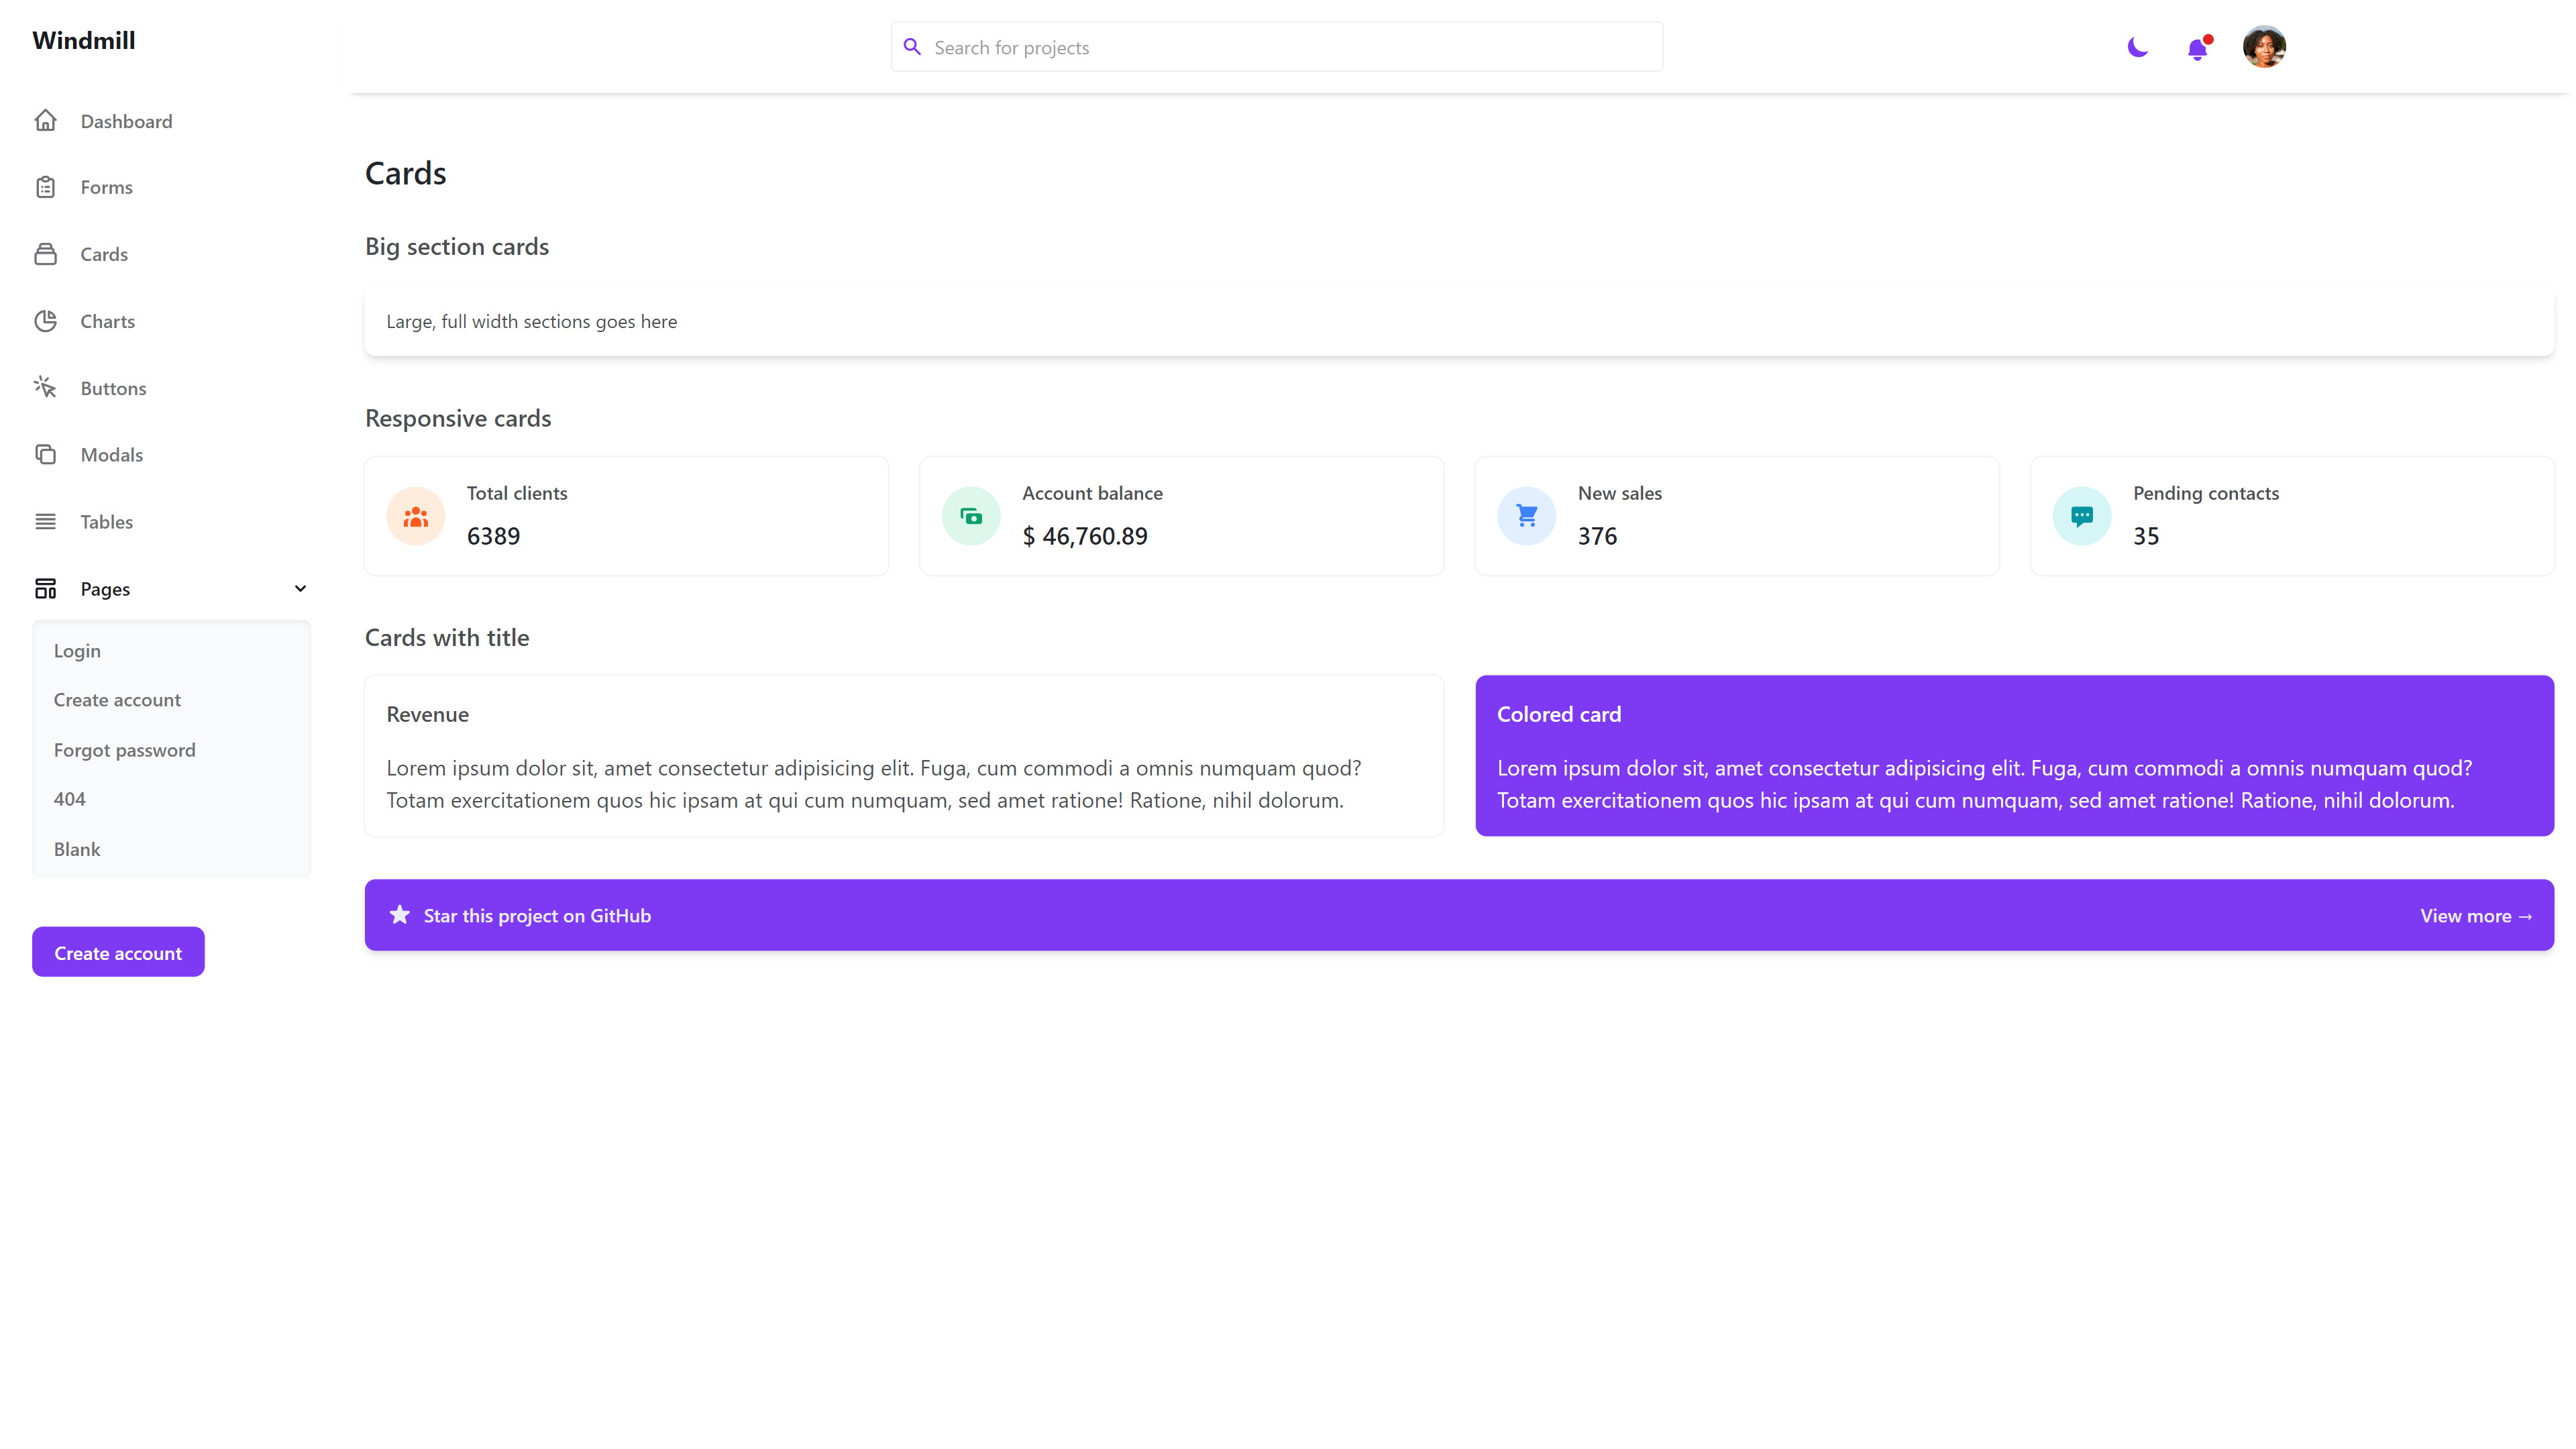 Windmill
Search for projects
Dashboard
Forms
Cards
Charts
Buttons
Modals
Tables
Pages
Login
Create account
Forgot password
404
Blank
Create account
Cards
Big section cards
Large, full width sections goes here
Responsive cards
Total clients
6389
Account balance
$ 46,760.89
New sales
376
Pending contacts
35
Cards with title
Revenue
Lorem ipsum dolor sit, amet consectetur adipisicing elit. Fuga, cum commodi a omnis numquam quod?
Totam exercitationem quos hic ipsam at qui cum numquam, sed amet ratione! Ratione, nihil dolorum.
Colored card
Lorem ipsum dolor sit, amet consectetur adipisicing elit. Fuga, cum commodi a omnis numquam quod?
Totam exercitationem quos hic ipsam at qui cum numquam, sed amet ratione! Ratione, nihil dolorum.
Star this project on GitHub
View more →